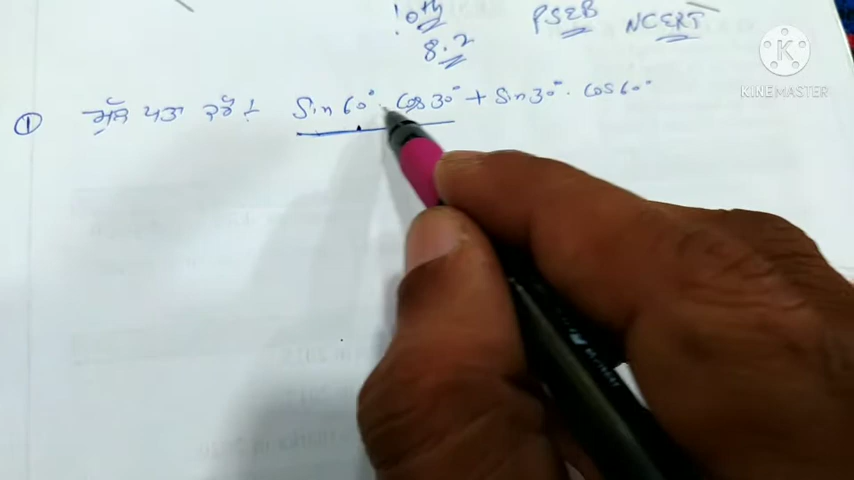 10th PSEB NCERT
8.2
① ਮੁੱਲ ਪਤਾ ਕਰੋ ! Sin 60° · Cos 30° + Sin 30° · Cos 60°
KINEMASTER